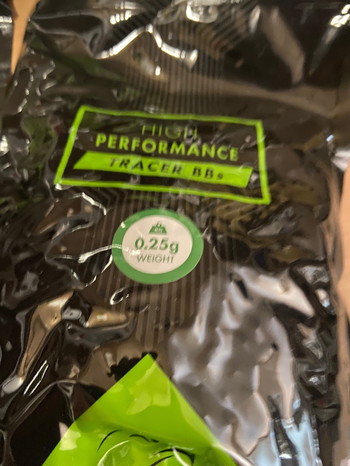 HIGH
PERFORMANCE
TRACER BBs
0.25g
WEIGHT